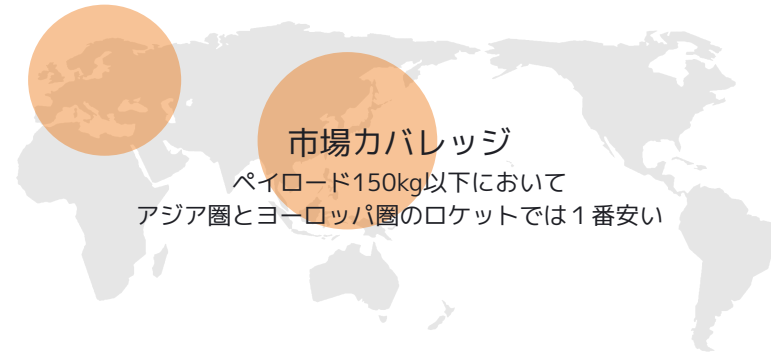 市場カバレッジ
ペイロード150kg以下において
アジア圏とヨーロッパ圏のロケットでは１番安い